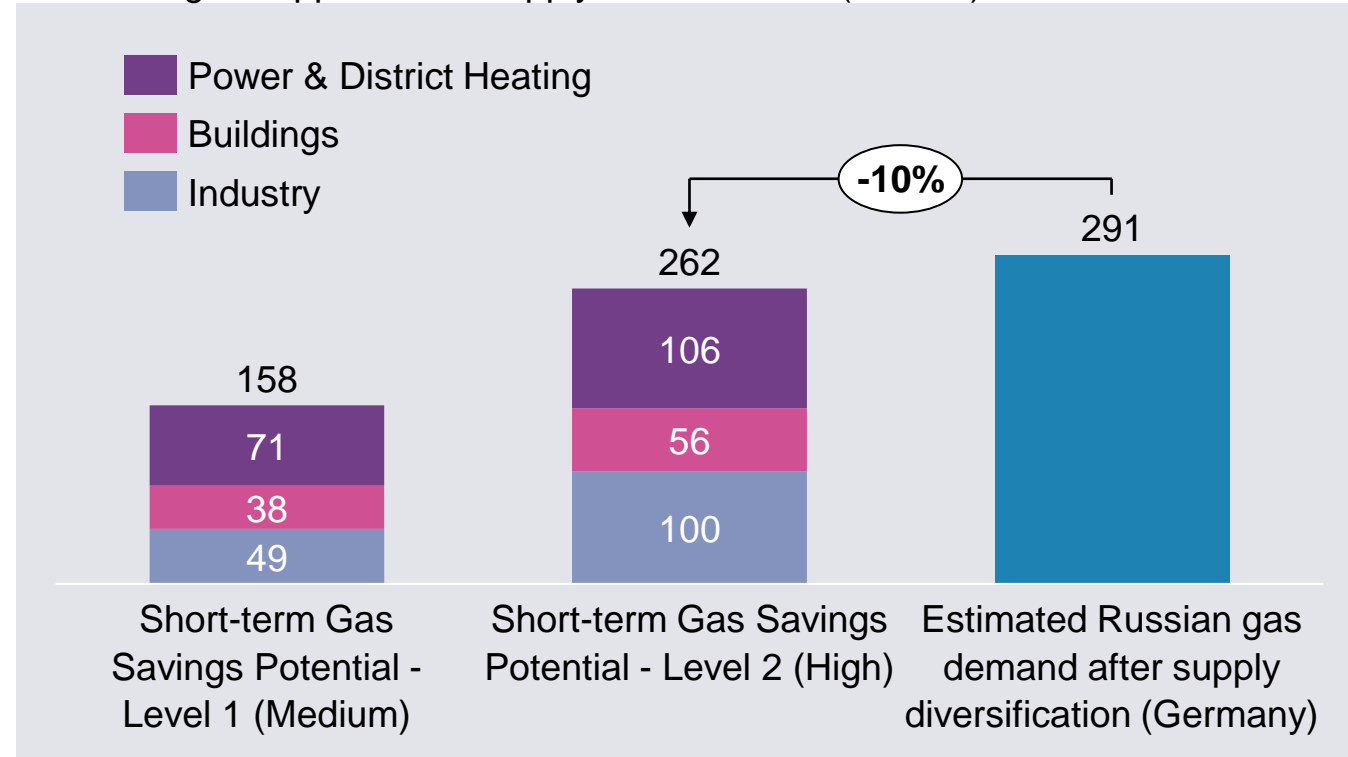 Power & District Heating
Buildings
Industry
-10%
291
262
158
106
71
56
38
100
49
Short-term Gas
Savings Potential -
Level 1 (Medium)
Short-term Gas Savings
Potential - Level 2 (High)
Estimated Russian gas
demand after supply
diversification (Germany)